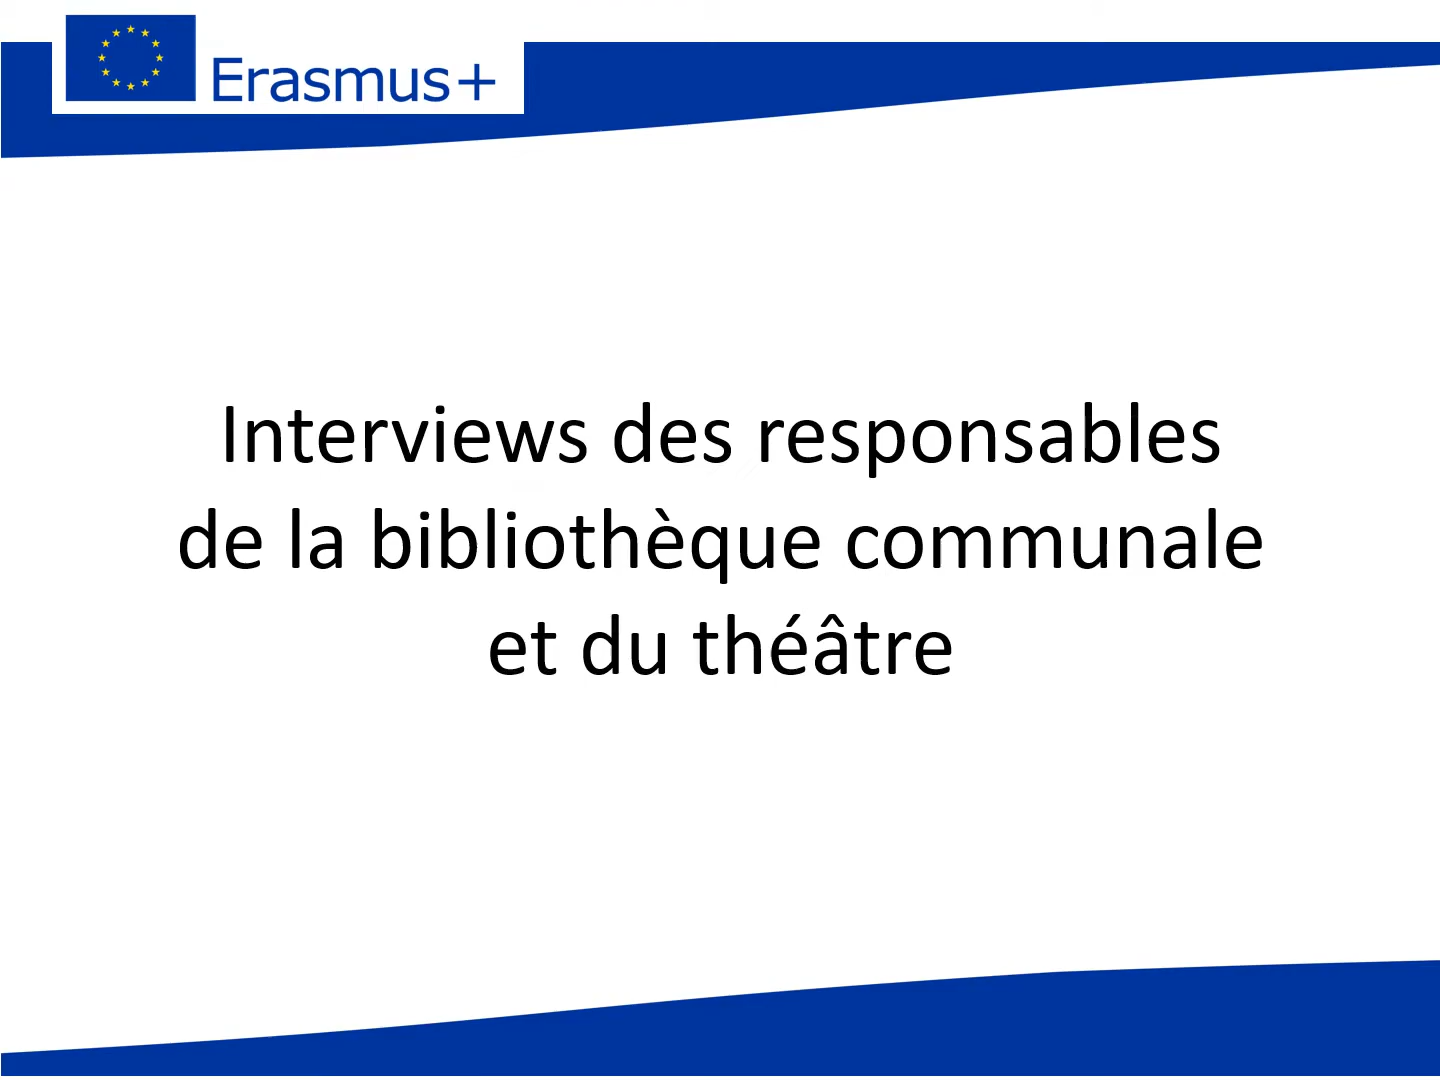 Erasmus+
Interviews des responsables
de la bibliothèque communale
et du théâtre